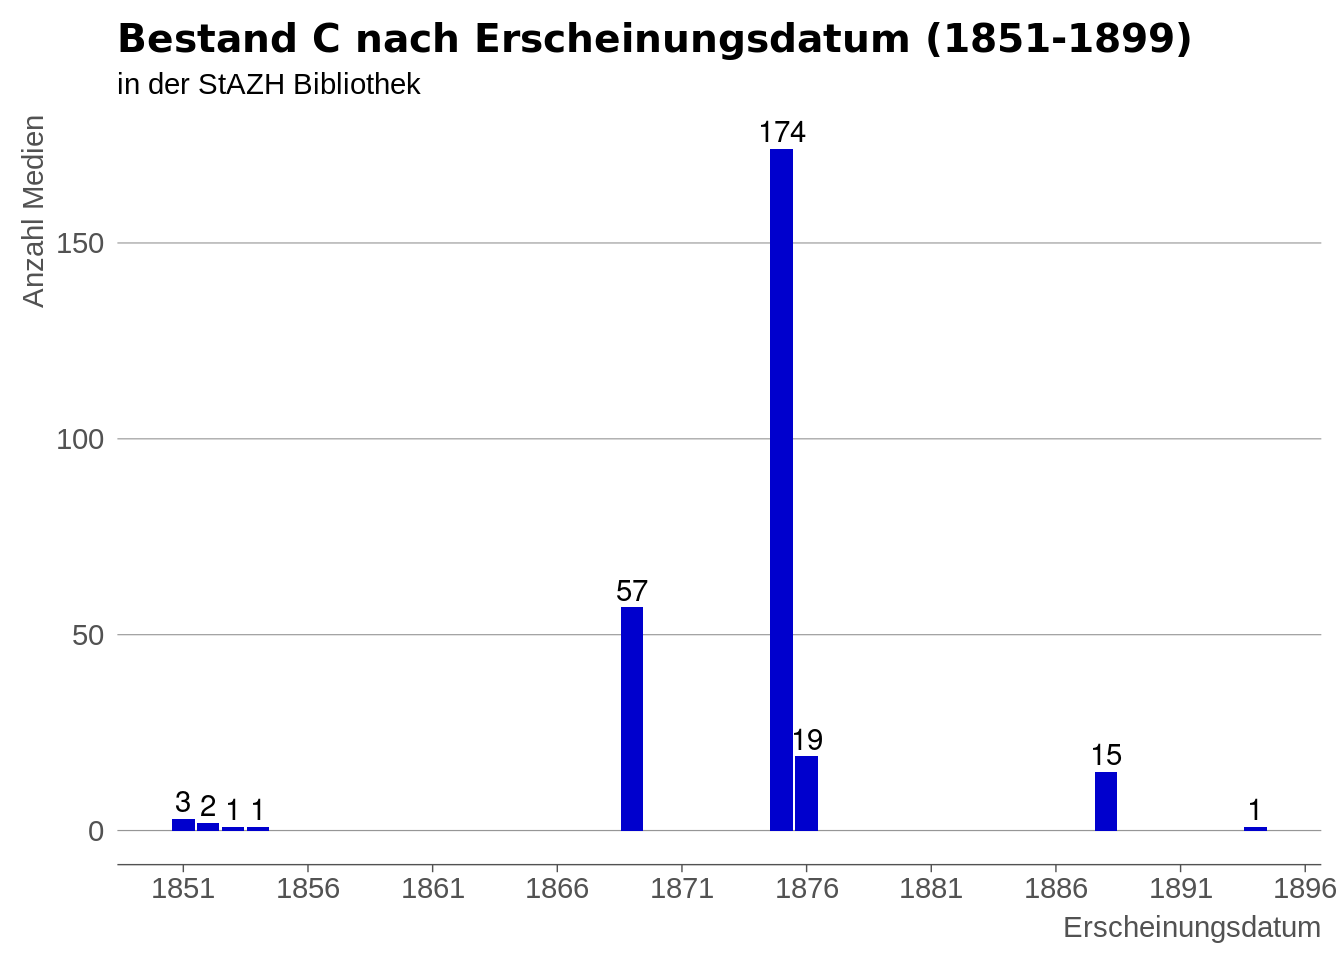 Bestand C nach Erscheinungsdatum (1851-1899)
in der StAZH Bibliothek
Anzahl Medien
174
150
100
57
50
19
15
3 2 1 1 1
0
1851 1856 1861 1866 1871 1876 1881 1886 1891 1896
Erscheinungsdatum